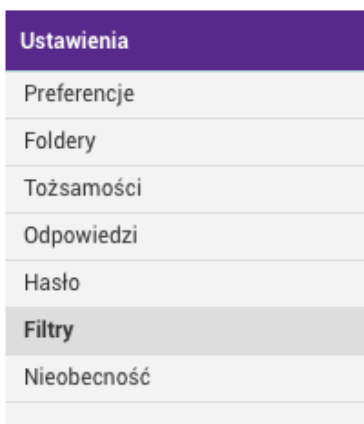 Ustawienia
Preferencje
Foldery
Tożsamości
Odpowiedzi
Hasło
Filtry
Nieobecność